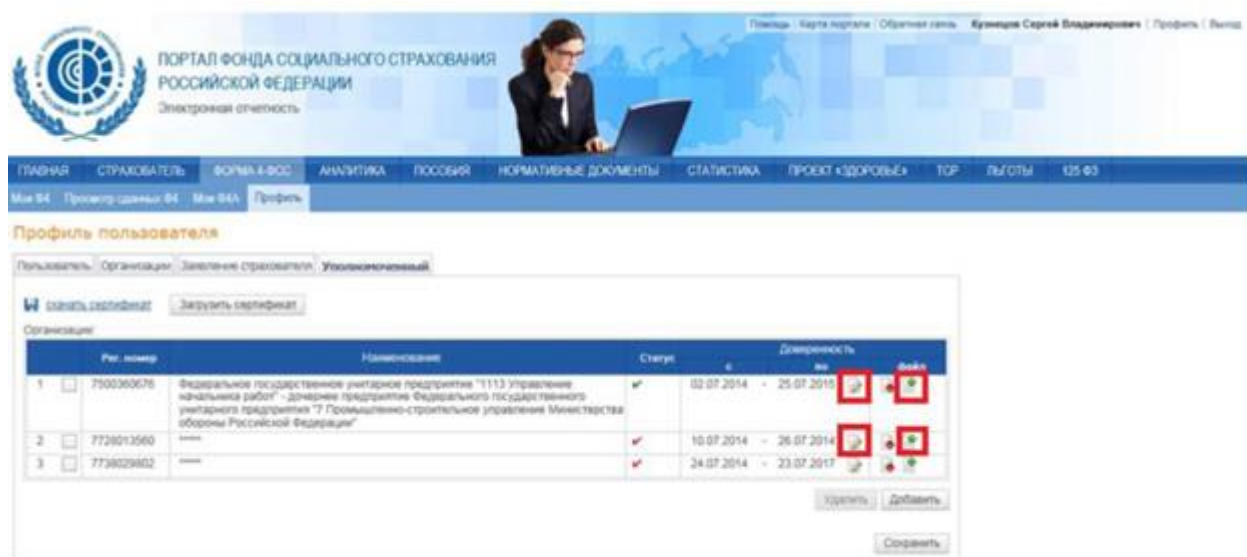 Помощь | Карта портала | Обратная связь Кузнецов Сергей Владимирович | Профиль | Выход
ПОРТАЛ ФОНДА СОЦИАЛЬНОГО СТРАХОВАНИЯ
РОССИЙСКОЙ ФЕДЕРАЦИИ
Электронная отчетность
ГЛАВНАЯ СТРАХОВАТЕЛЬ ФОРМА 4-ФСС АНАЛИТИКА ПОСОБИЯ НОРМАТИВНЫЕ ДОКУМЕНТЫ СТАТИСТИКА ПРОЕКТ «ЗДОРОВЬЕ» ТСР ЛЬГОТЫ 125 ФЗ
Мои Ф4 Просмотр сданных Ф4 Мои Ф4А Профиль
Профиль пользователя
Пользователь Организации Заявление страхователя Уполномоченный
скачать сертификат Загрузить сертификат
Организации
Рег. номер Наименование Статус Доверенность
с по файл
1 7500360676 Федеральное государственное унитарное предприятие "1113 Управление 02.07.2014 - 25.07.2015
начальника работ" - дочернее предприятие Федерального государственного
унитарного предприятия "7 Промышленно-строительное управление Министерства
обороны Российской Федерации"
2 7728013560 ***** 10.07.2014 - 26.07.2014
3 7738029802 ***** 24.07.2014 - 23.07.2017
Удалить Добавить
Сохранить